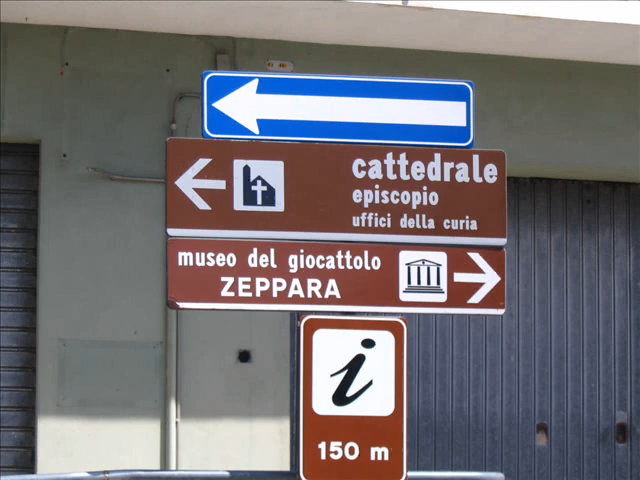 cattedrale
episcopio
uffici della curia
museo del giocattolo
ZEPPARA
i
150 m